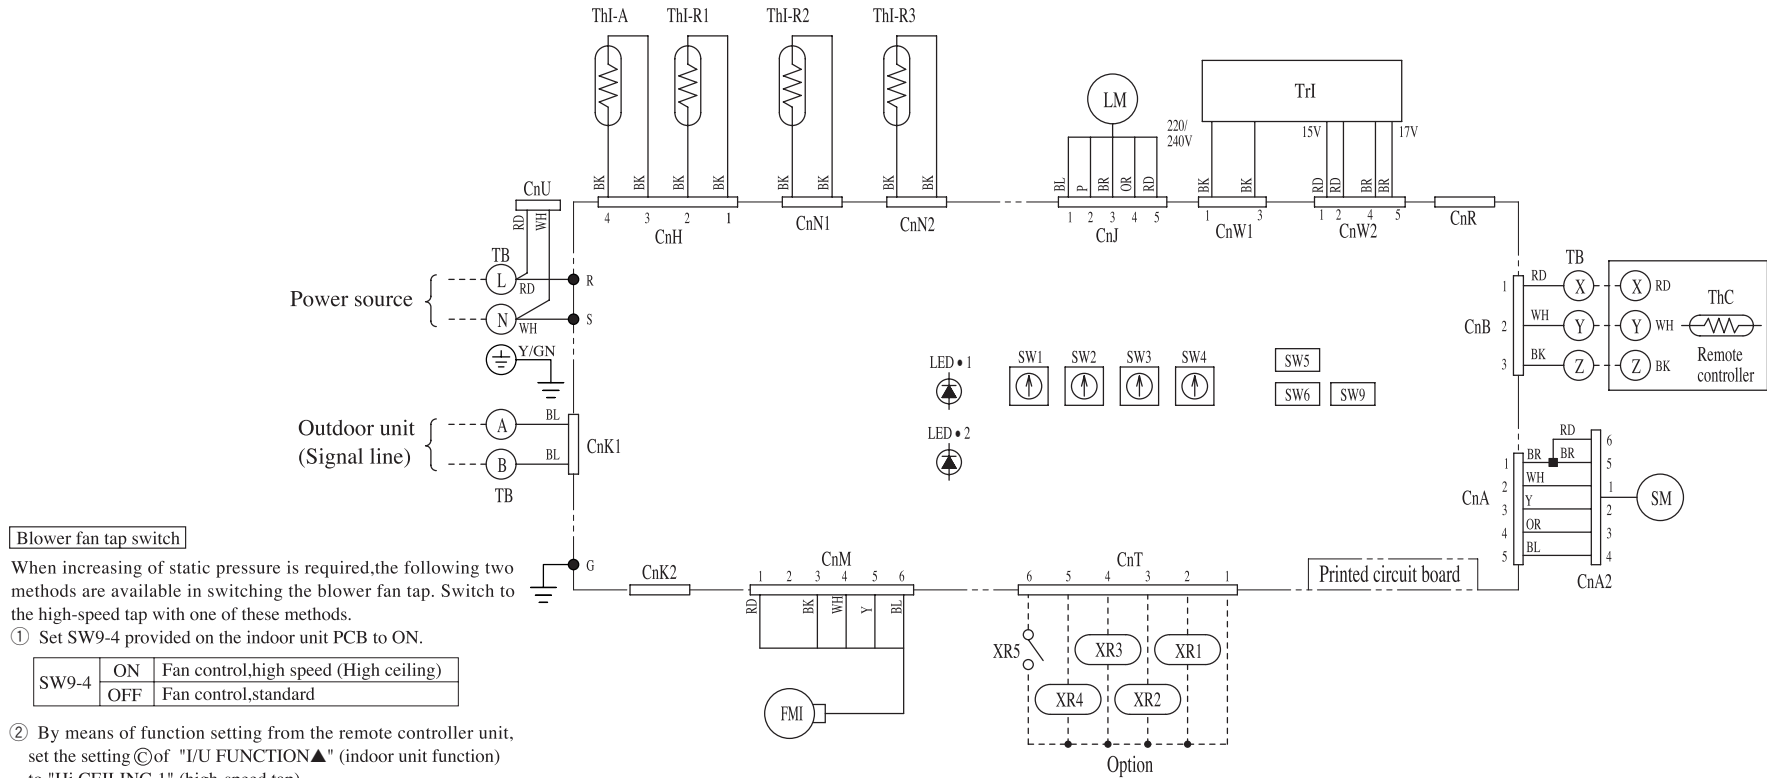 ThI-A ThI-R1 ThI-R2 ThI-R3
LM
TrI
220/
240V
15V 17V
BK BK BK BK BK BK BK BK BL P BR OR RD BK BK RD RD BR BR
4 3 2 1
CnH
CnN1
CnN2
1 2 3 4 5
CnJ
1 3
CnW1
1 2 4 5
CnW2
CnR
CnU
RD WH
TB
Power source
L RD R
N WH S
Y/GN
Outdoor unit
(Signal line)
A BL
B BL
TB
CnK1
G
LED • 1
LED • 2
SW1 SW2 SW3 SW4
SW5
SW6 SW9
TB
CnB
1 RD X X RD
2 WH Y Y WH
3 BK Z Z BK
ThC
Remote
controller
CnA
1 BR BR 5
RD 6
2 WH 1
3 Y 2
4 OR 3
5 BL 4
CnA2
SM
Printed circuit board
CnK2
CnM
1 2 3 4 5 6
RD BK WH Y BL
FMI
CnT
6 5 4 3 2 1
XR5 XR3 XR1
XR4 XR2
Option
Blower fan tap switch
When increasing of static pressure is required,the following two
methods are available in switching the blower fan tap. Switch to
the high-speed tap with one of these methods.
① Set SW9-4 provided on the indoor unit PCB to ON.
SW9-4 ON Fan control,high speed (High ceiling)
OFF Fan control,standard
② By means of function setting from the remote controller unit,
set the setting Ⓒ of "I/U FUNCTION▲" (indoor unit function)
to "Hi CEILING 1" (high-speed tap)